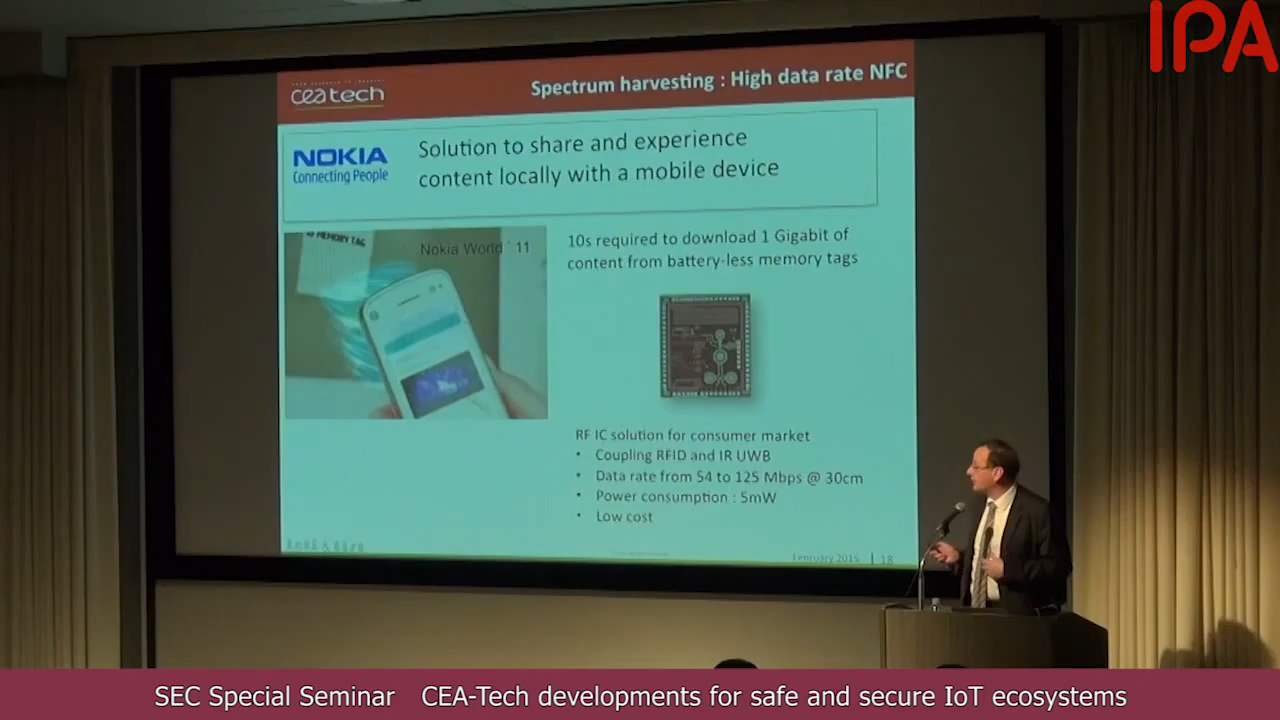 IPA
ceatech
Spectrum harvesting : High data rate NFC
NOKIA
Connecting People
Solution to share and experience
content locally with a mobile device
MEMORY TAG
Nokia World '11
10s required to download 1 Gigabit of
content from battery-less memory tags
RF IC solution for consumer market
• Coupling RFID and IR UWB
• Data rate from 54 to 125 Mbps @ 30cm
• Power consumption : 5mW
• Low cost
February 2015 | 18
SEC Special Seminar CEA-Tech developments for safe and secure IoT ecosystems